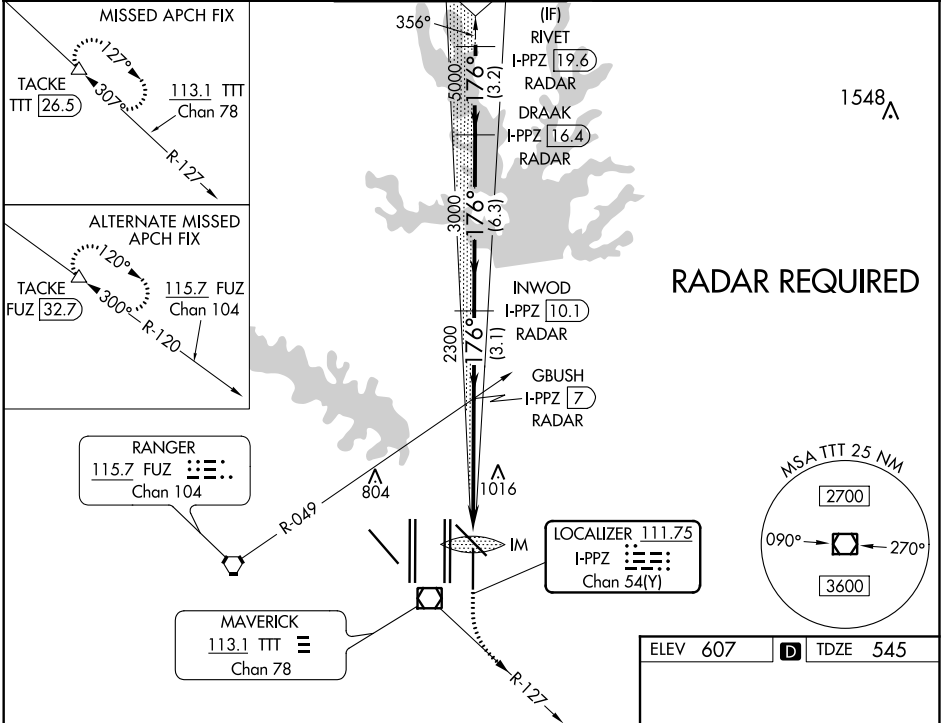 MISSED APCH FIX
127°
TACKE
TTT 26.5
307°
113.1 TTT
Chan 78
R-127
ALTERNATE MISSED
APCH FIX
120°
TACKE
FUZ 32.7
300°
115.7 FUZ
Chan 104
R-120
356°
(IF)
RIVET
I-PPZ 19.6
RADAR
5000
176°
(3.2)
DRAAK
I-PPZ 16.4
RADAR
3000
176°
(6.3)
INWOD
I-PPZ 10.1
RADAR
2300
176°
(3.1)
GBUSH
I-PPZ 7
RADAR
1548
RADAR REQUIRED
RANGER
115.7 FUZ
Chan 104
R-049
804
1016
IM
LOCALIZER 111.75
I-PPZ
Chan 54(Y)
MAVERICK
113.1 TTT
Chan 78
R-127
MSA TTT 25 NM
2700
090°
270°
3600
ELEV 607
D
TDZE 545